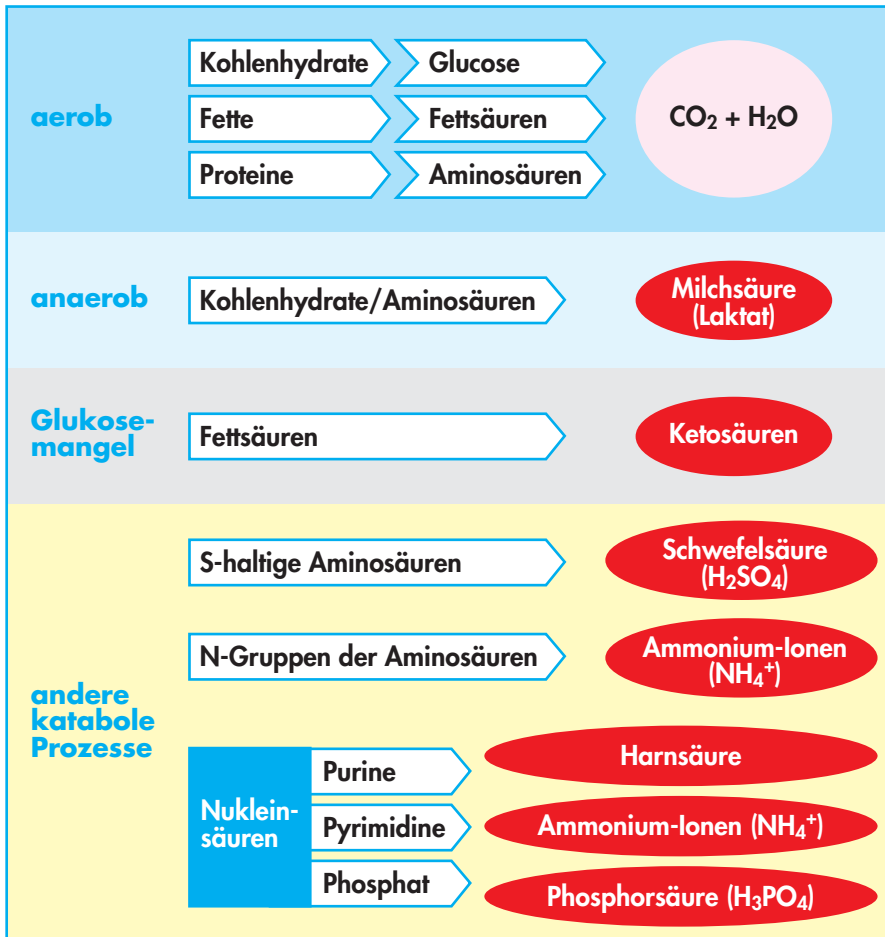 aerob
Kohlenhydrate
Glucose
Fette
Fettsäuren
Proteine
Aminosäuren
CO₂ + H₂O
anaerob
Kohlenhydrate/Aminosäuren
Milchsäure
(Laktat)
Glukose-
mangel
Fettsäuren
Ketosäuren
andere
katabole
Prozesse
S-haltige Aminosäuren
Schwefelsäure
(H₂SO₄)
N-Gruppen der Aminosäuren
Ammonium-Ionen
(NH₄⁺)
Nuklein-
säuren
Purine
Harnsäure
Pyrimidine
Ammonium-Ionen (NH₄⁺)
Phosphat
Phosphorsäure (H₃PO₄)